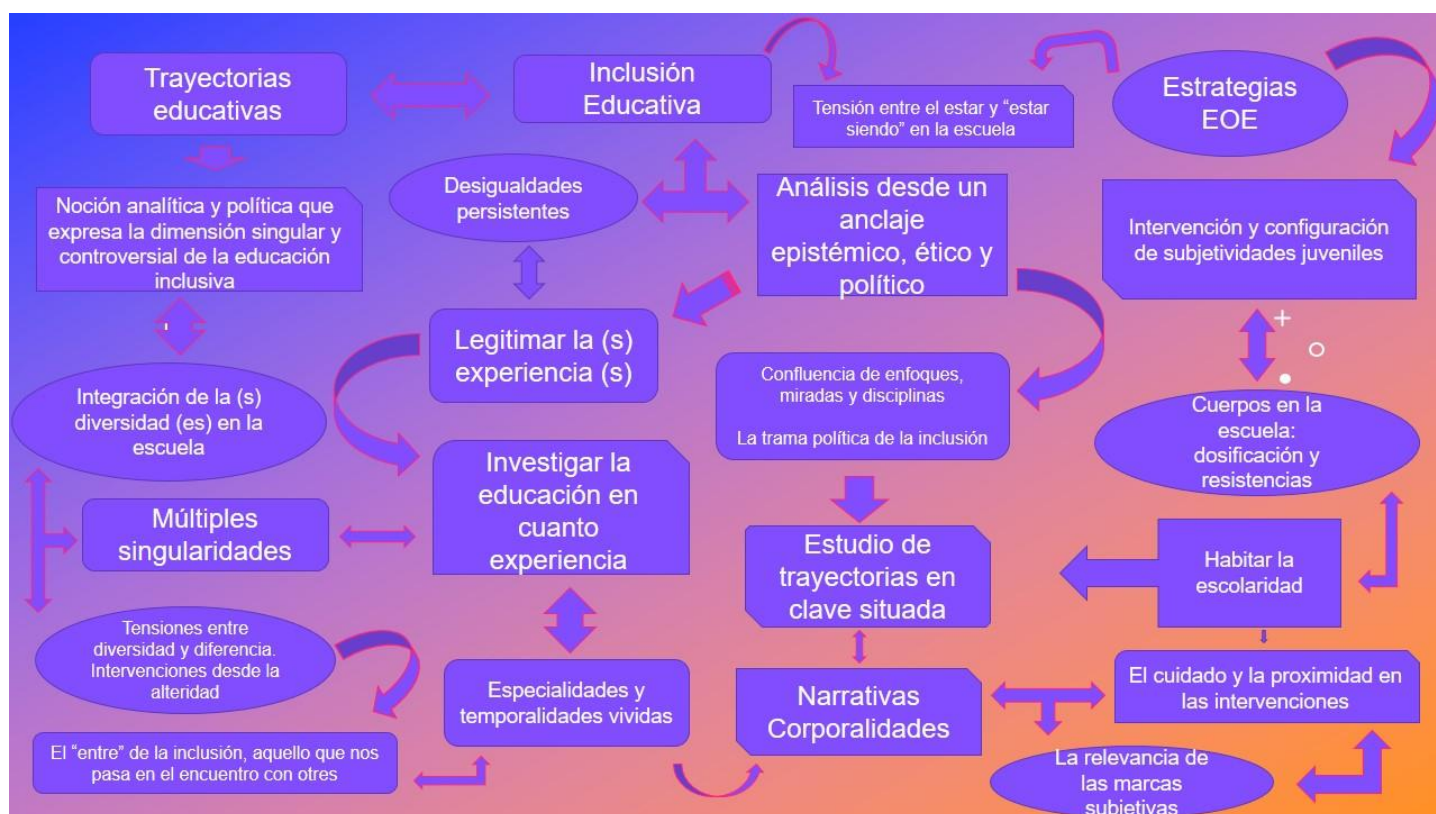 Trayectorias
educativas
Inclusión
Educativa
Tensión entre el estar y “estar
siendo” en la escuela
Estrategias
EOE
Noción analítica y política que
expresa la dimensión singular y
controversial de la educación
inclusiva
Desigualdades
persistentes
Análisis desde un
anclaje
epistémico, ético y
político
Intervención y configuración
de subjetividades juveniles
Legitimar la (s)
experiencia (s)
Integración de la (s)
diversidad (es) en la
escuela
Confluencia de enfoques,
miradas y disciplinas
La trama política de la inclusión
Cuerpos en la
escuela:
dosificación y
resistencias
Investigar la
educación en
cuanto
experiencia
Múltiples
singularidades
Estudio de
trayectorias en
clave situada
Habitar la
escolaridad
Tensiones entre
diversidad y diferencia.
Intervenciones desde la
alteridad
Especialidades y
temporalidades vividas
Narrativas
Corporalidades
El cuidado y la proximidad en
las intervenciones
El “entre” de la inclusión, aquello que nos
pasa en el encuentro con otres
La relevancia de
las marcas
subjetivas